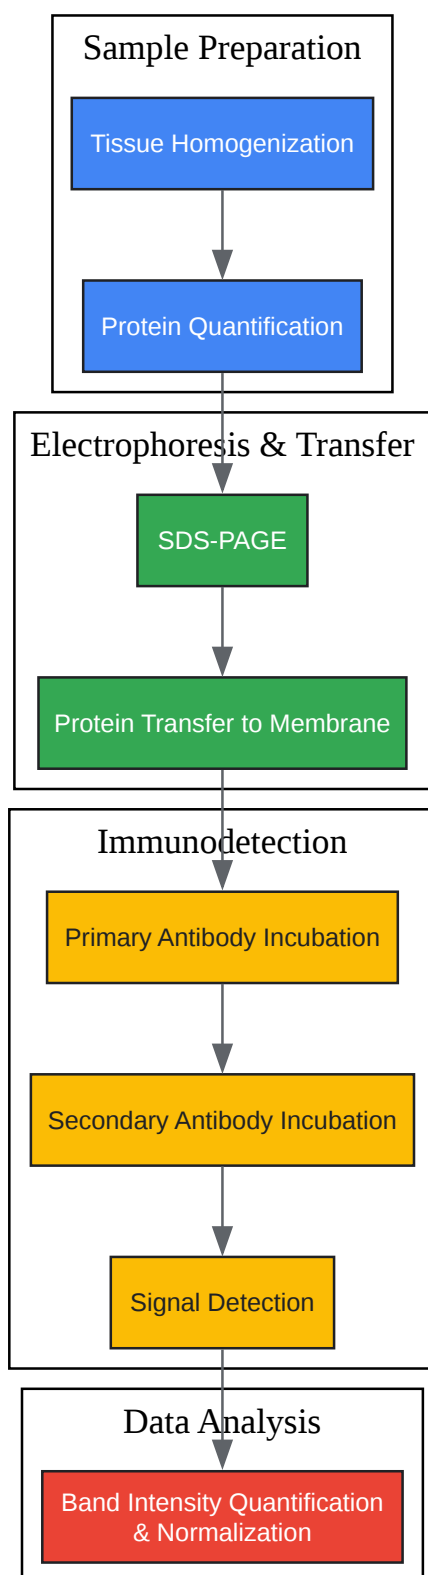 Sample Preparation
Tissue Homogenization
Protein Quantification
Electrophoresis & Transfer
SDS-PAGE
Protein Transfer to Membrane
Immunodetection
Primary Antibody Incubation
Secondary Antibody Incubation
Signal Detection
Data Analysis
Band Intensity Quantification
& Normalization